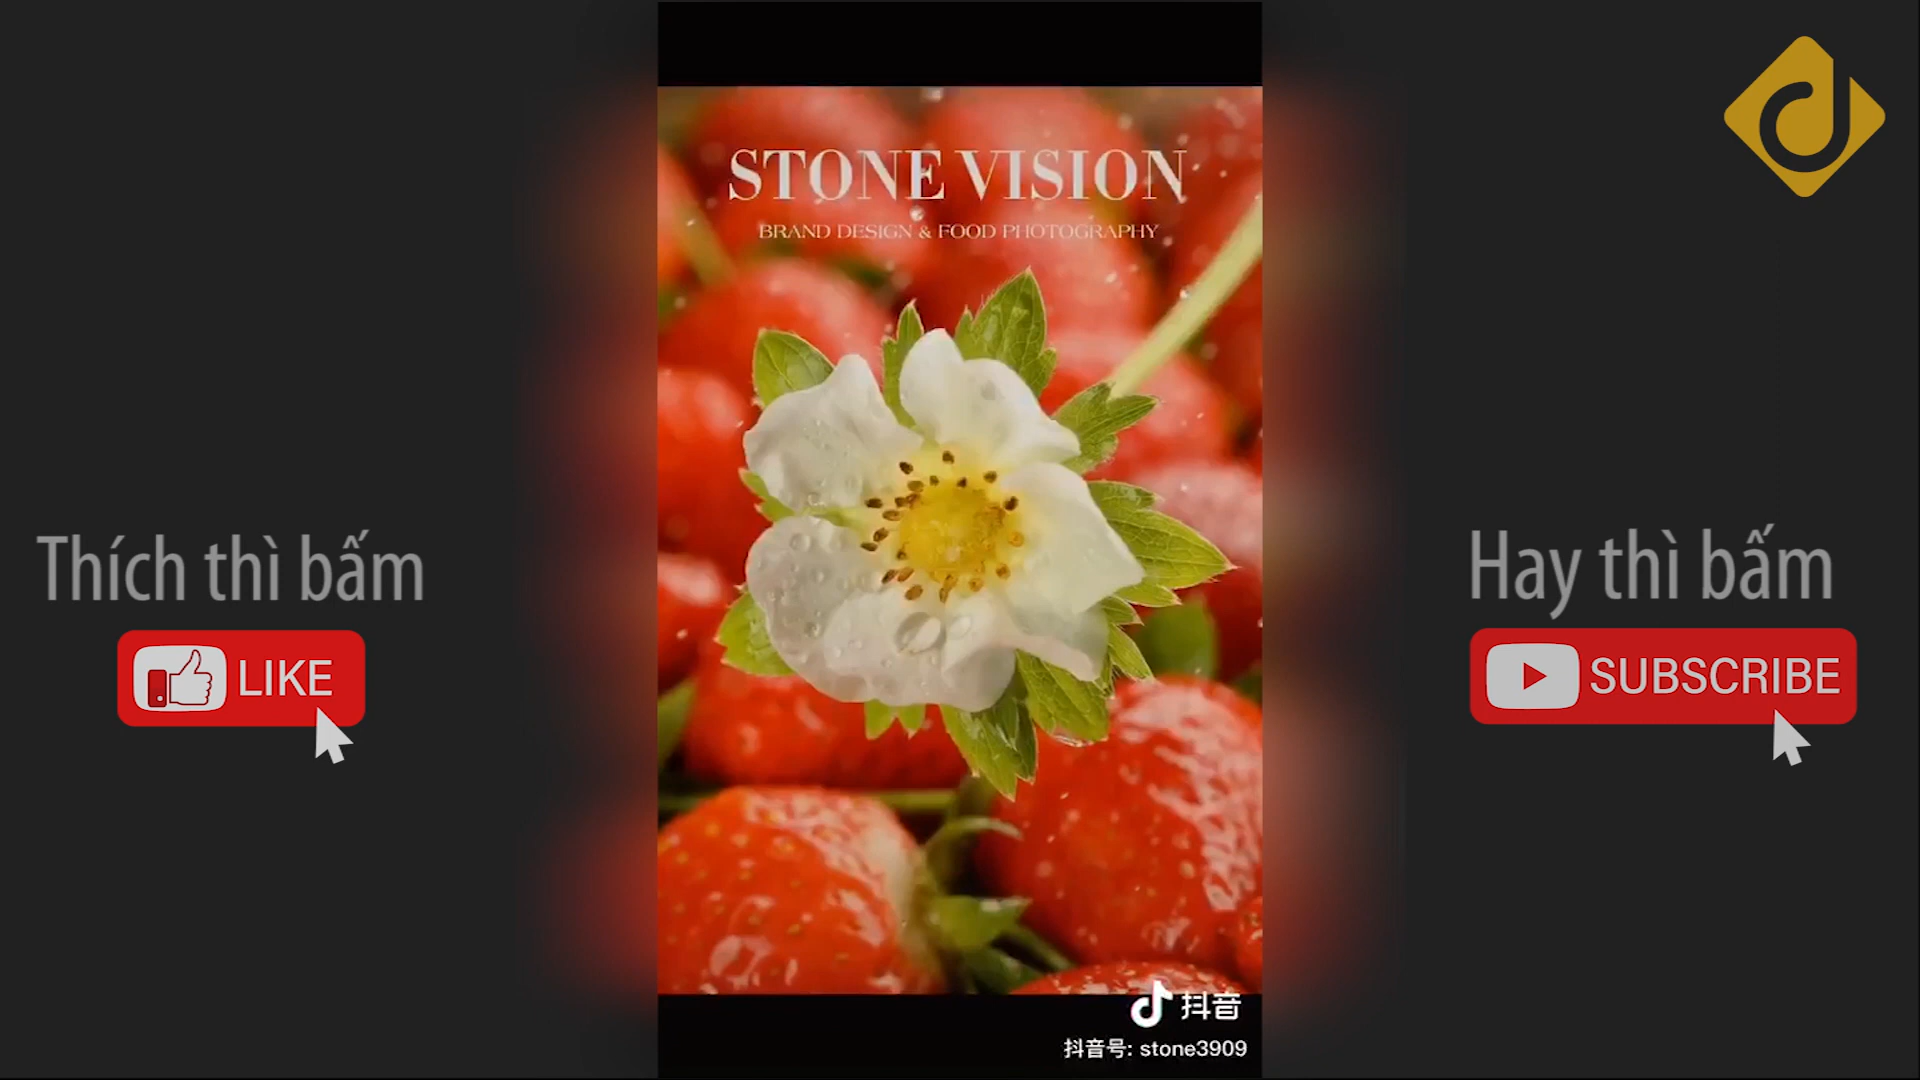 STONE VISION
BRAND DESIGN & FOOD PHOTOGRAPHY
Thích thì bấm
LIKE
Hay thì bấm
SUBSCRIBE
抖音
抖音号: stone3909